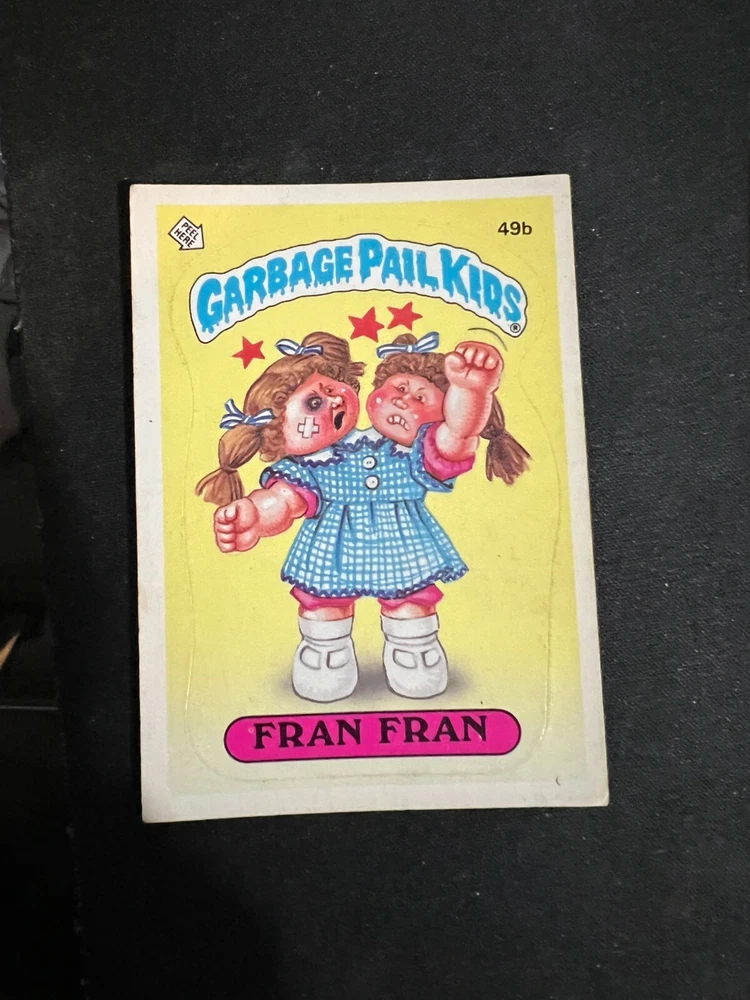 PEEL
HERE
49b
GARBAGE PAIL KIDS
®
FRAN FRAN